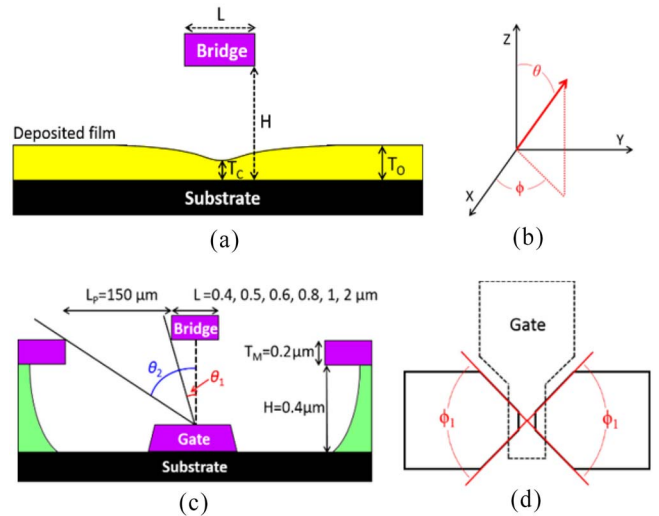 L
Bridge
H
Deposited film
T_C
T_O
Substrate
(a)
Z
θ
Y
ϕ
X
(b)
L_P=150 μm
L=0.4, 0.5, 0.6, 0.8, 1, 2 μm
Bridge
θ_2
θ_1
T_M=0.2μm
H=0.4μm
Gate
Substrate
(c)
Gate
ϕ_1
ϕ_1
(d)